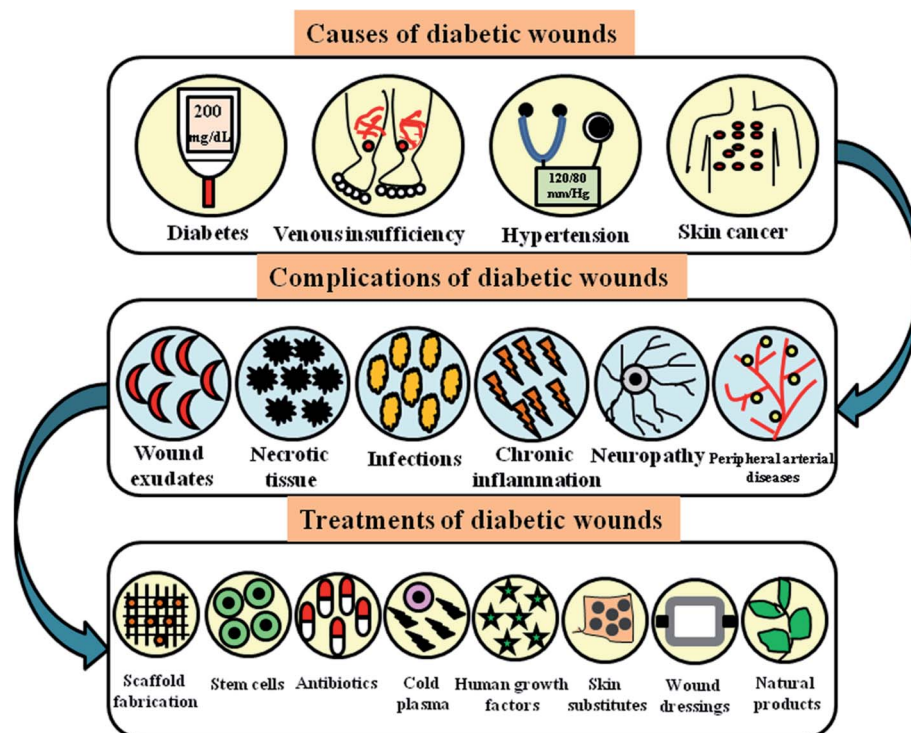 Causes of diabetic wounds
200
mg/dL
120/80
mm/Hg
Diabetes
Venous insufficiency
Hypertension
Skin cancer
Complications of diabetic wounds
Wound
exudates
Necrotic
tissue
Infections
Chronic
inflammation
Neuropathy
Peripheral arterial
diseases
Treatments of diabetic wounds
Scaffold
fabrication
Stem cells
Antibiotics
Cold
plasma
Human growth
factors
Skin
substitutes
Wound
dressings
Natural
products